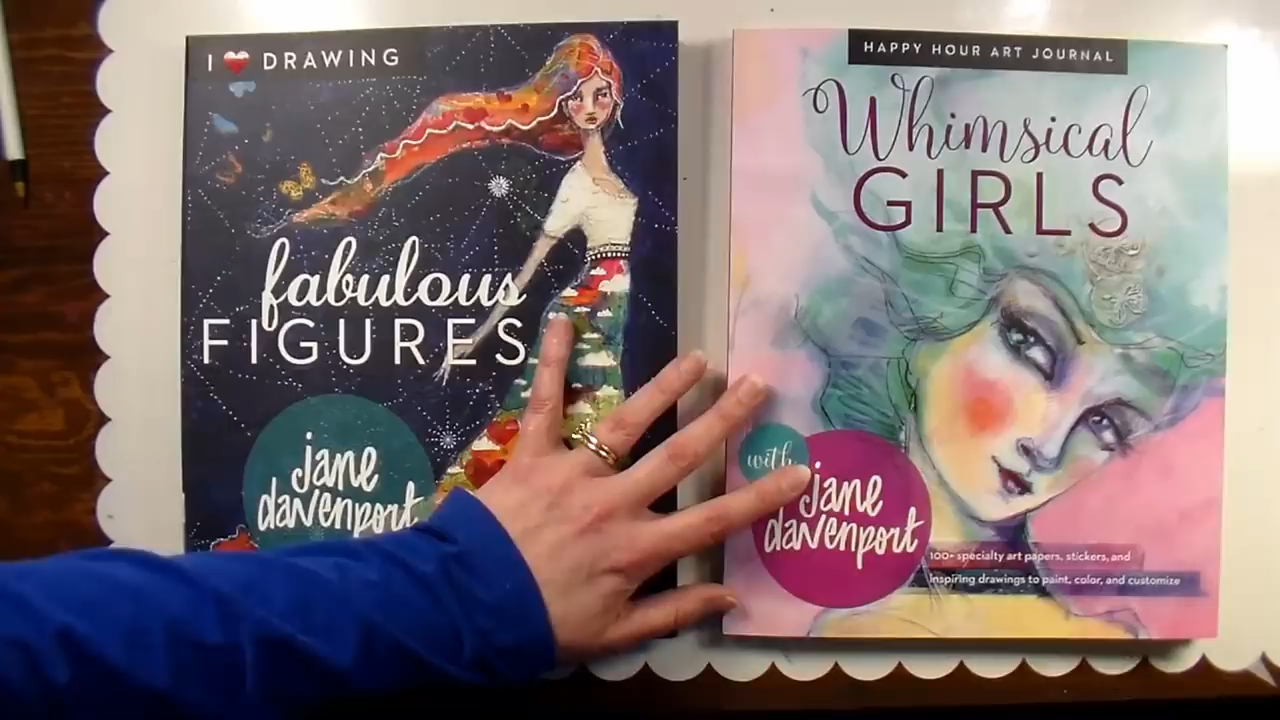 I ❤ DRAWING
fabulous
FIGURES
jane
davenport
HAPPY HOUR ART JOURNAL
Whimsical
GIRLS
with
jane
davenport
100+ specialty art papers, stickers, and
inspiring drawings to paint, color, and customize